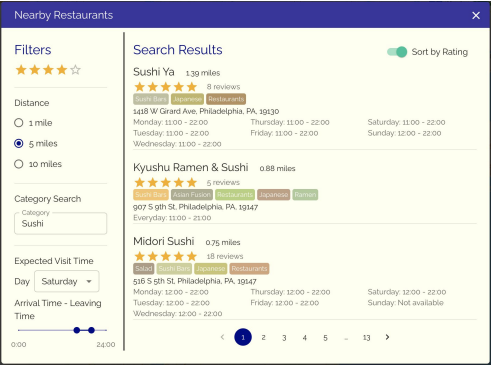 Nearby Restaurants
Filters
Distance
1 mile
5 miles
10 miles
Category Search
Category
Sushi
Expected Visit Time
Day Saturday
Arrival Time - Leaving
Time
0:00 24:00
Search Results
Sort by Rating
Sushi Ya 1.39 miles
8 reviews
Sushi Bars Japanese Restaurants
1418 W Girard Ave, Philadelphia, PA, 19130
Monday: 11:00 - 22:00 Thursday: 11:00 - 22:00 Saturday: 11:00 - 22:00
Tuesday: 11:00 - 22:00 Friday: 11:00 - 22:00 Sunday: 12:00 - 22:00
Wednesday: 11:00 - 22:00
Kyushu Ramen & Sushi 0.88 miles
5 reviews
Sushi Bars Asian Fusion Restaurants Japanese Ramen
907 S 9th St, Philadelphia, PA, 19147
Everyday: 11:00 - 21:00
Midori Sushi 0.75 miles
18 reviews
Salad Sushi Bars Japanese Restaurants
516 S 5th St, Philadelphia, PA, 19147
Monday: 12:00 - 22:00 Thursday: 12:00 - 22:00 Saturday: 12:00 - 22:00
Tuesday: 12:00 - 22:00 Friday: 12:00 - 22:00 Sunday: Not available
Wednesday: 12:00 - 22:00
1 2 3 4 5 ... 13